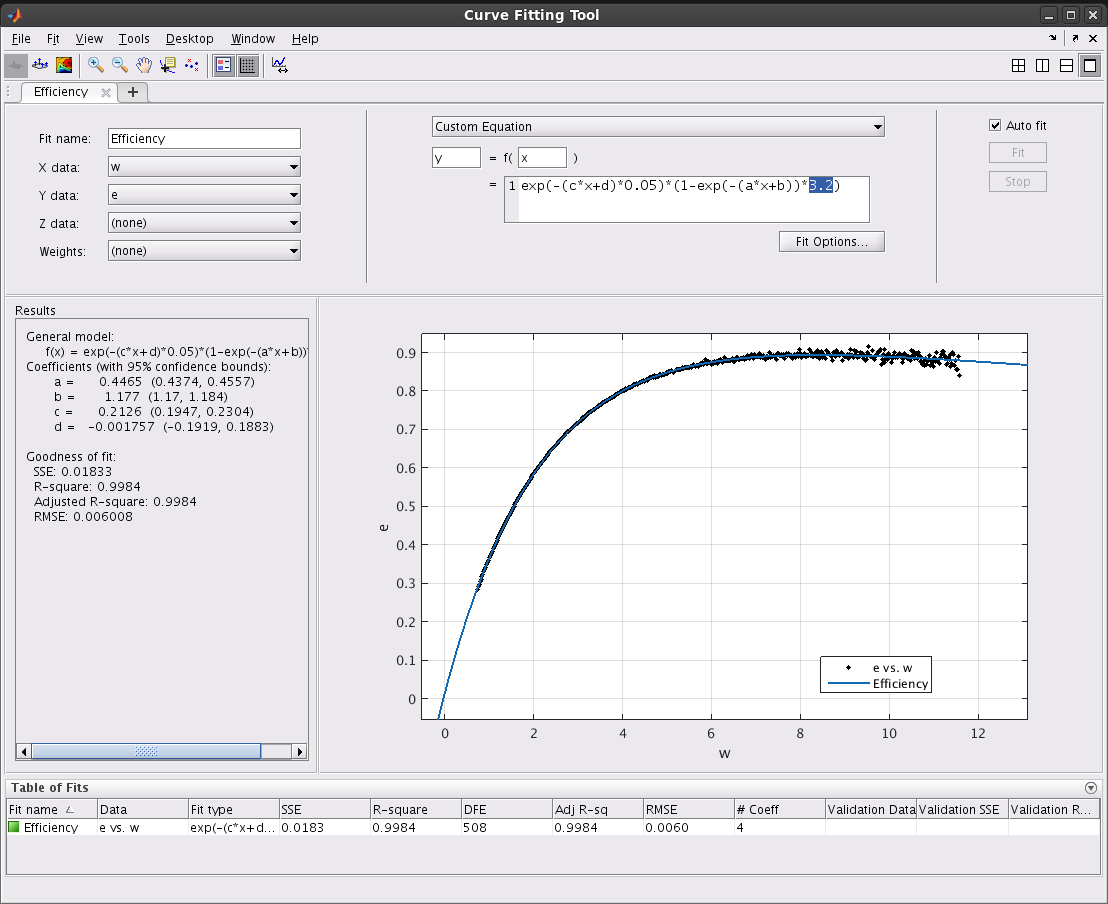 Curve Fitting Tool
File Fit View Tools Desktop Window Help
Efficiency
Fit name: Efficiency
X data: w
Y data: e
Z data: (none)
Weights: (none)
Custom Equation
y = f( x )
= 1 exp(-(c*x+d)*0.05)*(1-exp(-(a*x+b))*3.2)
Fit Options...
Auto fit
Fit
Stop
Results
General model:
f(x) = exp(-(c*x+d)*0.05)*(1-exp(-(a*x+b))*
Coefficients (with 95% confidence bounds):
a = 0.4465 (0.4374, 0.4557)
b = 1.177 (1.17, 1.184)
c = 0.2126 (0.1947, 0.2304)
d = -0.001757 (-0.1919, 0.1883)
Goodness of fit:
SSE: 0.01833
R-square: 0.9984
Adjusted R-square: 0.9984
RMSE: 0.006008
0.9
0.8
0.7
0.6
0.5
0.4
0.3
0.2
0.1
0
e
0 2 4 6 8 10 12
w
e vs. w
Efficiency
Table of Fits
Fit name Data Fit type SSE R-square DFE Adj R-sq RMSE # Coeff Validation Data Validation SSE Validation R...
Efficiency e vs. w exp(-(c*x+d... 0.0183 0.9984 508 0.9984 0.0060 4